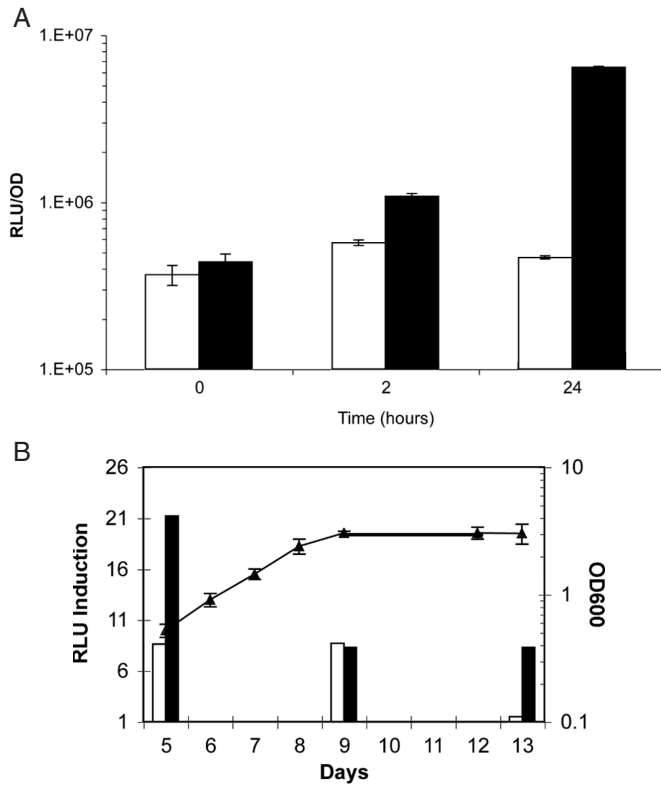 A
1.E+07
1.E+06
1.E+05
RLU/OD
0 2 24
Time (hours)
B
26 10
21
16
11 1
6
1 0.1
RLU Induction
OD600
5 6 7 8 9 10 11 12 13
Days